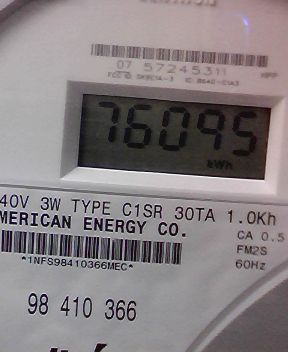 07 57245311
76095
kWh
40V 3W TYPE C1SR 30TA 1.0Kh
MERICAN ENERGY CO.
CA 0.5
FM2S
60Hz
*1NFS98410366MEC*
98 410 366